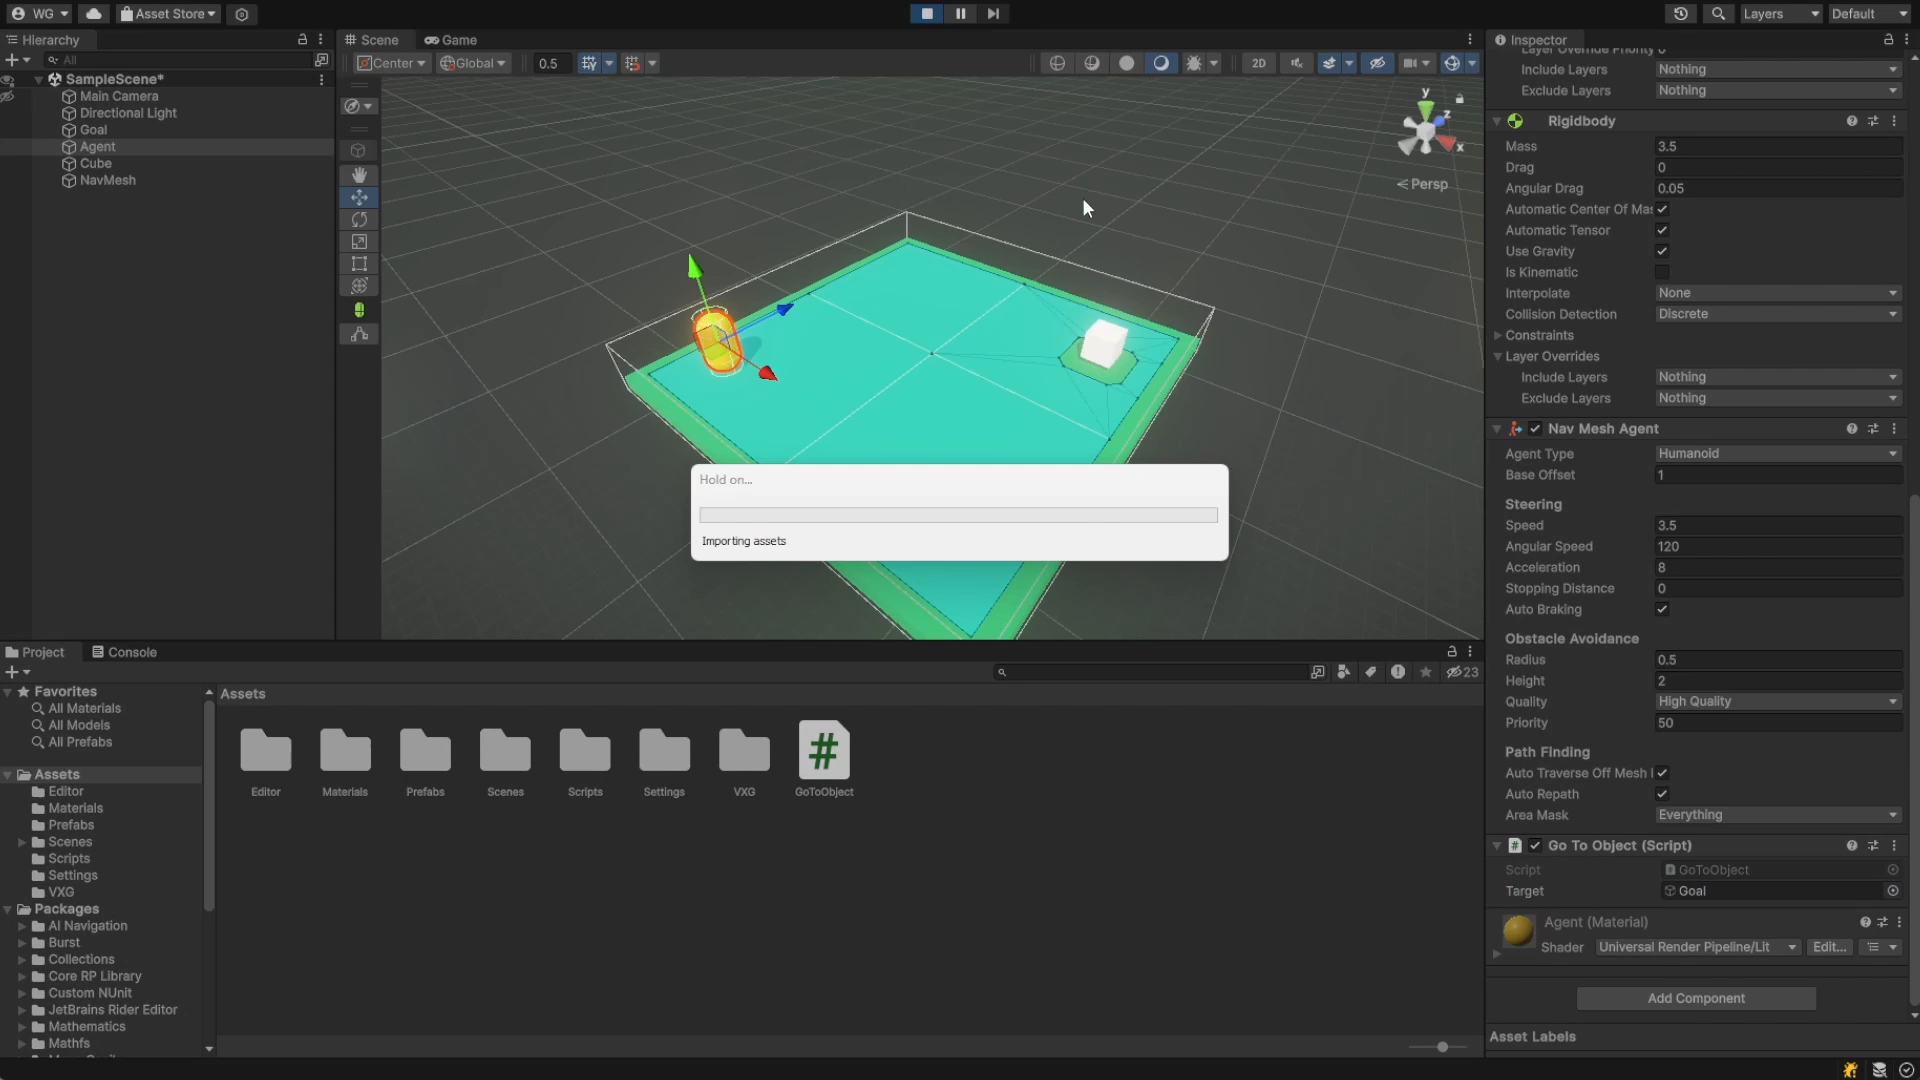 WG
Asset Store
Layers
Default
Hierarchy
All
SampleScene*
Main Camera
Directional Light
Goal
Agent
Cube
NavMesh
Scene
Game
Center
Global
0.5
2D
y
z
x
Persp
Hold on...
Importing assets
Inspector
Layer Override Priority 0
Include Layers Nothing
Exclude Layers Nothing
Rigidbody
Mass 3.5
Drag 0
Angular Drag 0.05
Automatic Center Of Mas
Automatic Tensor
Use Gravity
Is Kinematic
Interpolate None
Collision Detection Discrete
Constraints
Layer Overrides
Include Layers Nothing
Exclude Layers Nothing
Nav Mesh Agent
Agent Type Humanoid
Base Offset 1
Steering
Speed 3.5
Angular Speed 120
Acceleration 8
Stopping Distance 0
Auto Braking
Obstacle Avoidance
Radius 0.5
Height 2
Quality High Quality
Priority 50
Path Finding
Auto Traverse Off Mesh
Auto Repath
Area Mask Everything
# Go To Object (Script)
Script GoToObject
Target Goal
Agent (Material)
Shader Universal Render Pipeline/Lit Edit...
Add Component
Asset Labels
Project
Console
23
Favorites
All Materials
All Models
All Prefabs
Assets
Editor
Materials
Prefabs
Scenes
Scripts
Settings
VXG
Packages
AI Navigation
Burst
Collections
Core RP Library
Custom NUnit
JetBrains Rider Editor
Mathematics
Mathfs
Assets
#
Editor Materials Prefabs Scenes Scripts Settings VXG GoToObject